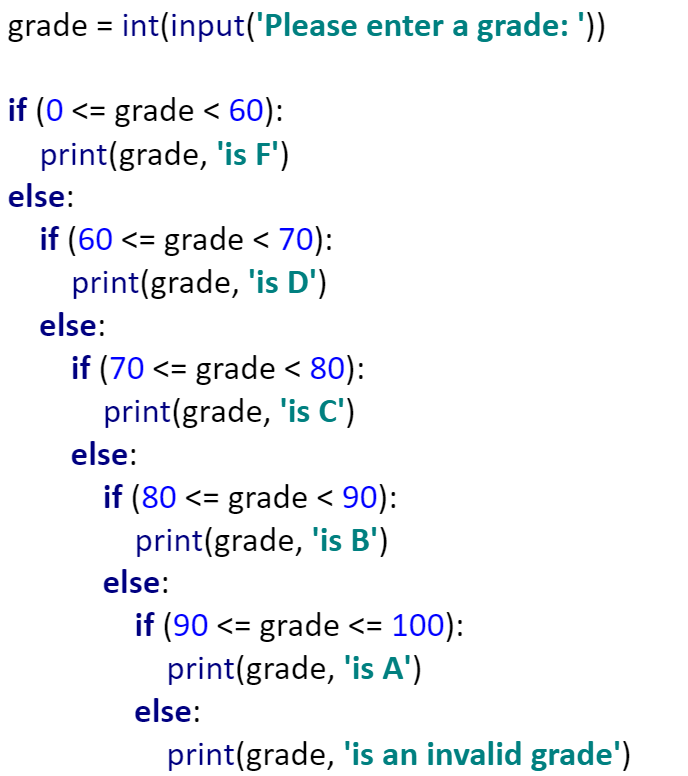 grade = int(input('Please enter a grade: '))

if (0 <= grade < 60):
  print(grade, 'is F')
else:
  if (60 <= grade < 70):
    print(grade, 'is D')
  else:
    if (70 <= grade < 80):
      print(grade, 'is C')
    else:
      if (80 <= grade < 90):
        print(grade, 'is B')
      else:
        if (90 <= grade <= 100):
          print(grade, 'is A')
        else:
          print(grade, 'is an invalid grade')